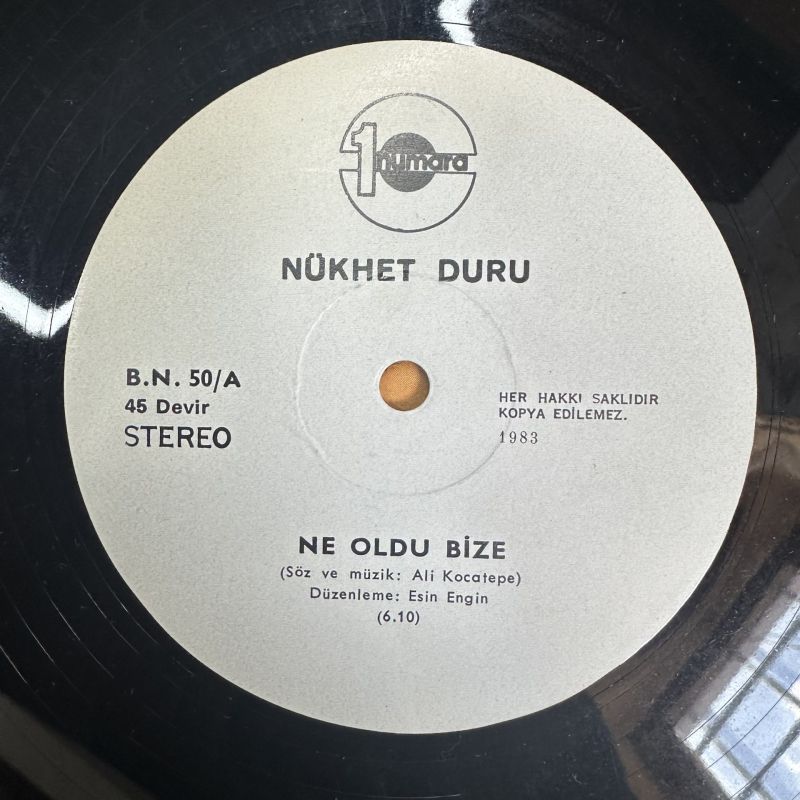 1 numara
NÜKHET DURU
B.N. 50/A
45 Devir
STEREO
HER HAKKI SAKLIDIR
KOPYA EDİLEMEZ.
1983
NE OLDU BİZE
(Söz ve müzik: Ali Kocatepe)
Düzenleme: Esin Engin
(6.10)